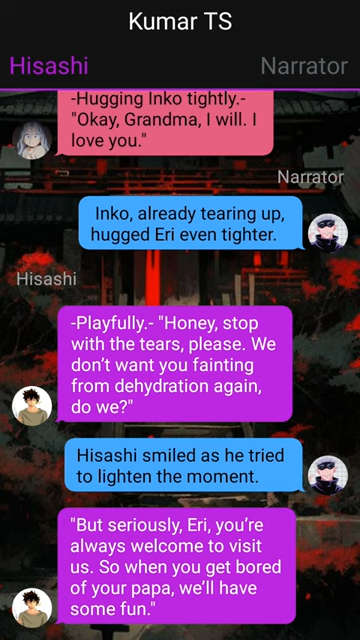 Kumar TS
Hisashi
Narrator
-Hugging Inko tightly.-
"Okay, Grandma, I will. I
love you."
Narrator
Inko, already tearing up,
hugged Eri even tighter.
Hisashi
-Playfully.- "Honey, stop
with the tears, please. We
don’t want you fainting
from dehydration again,
do we?"
Hisashi smiled as he tried
to lighten the moment.
"But seriously, Eri, you’re
always welcome to visit
us. So when you get bored
of your papa, we’ll have
some fun."